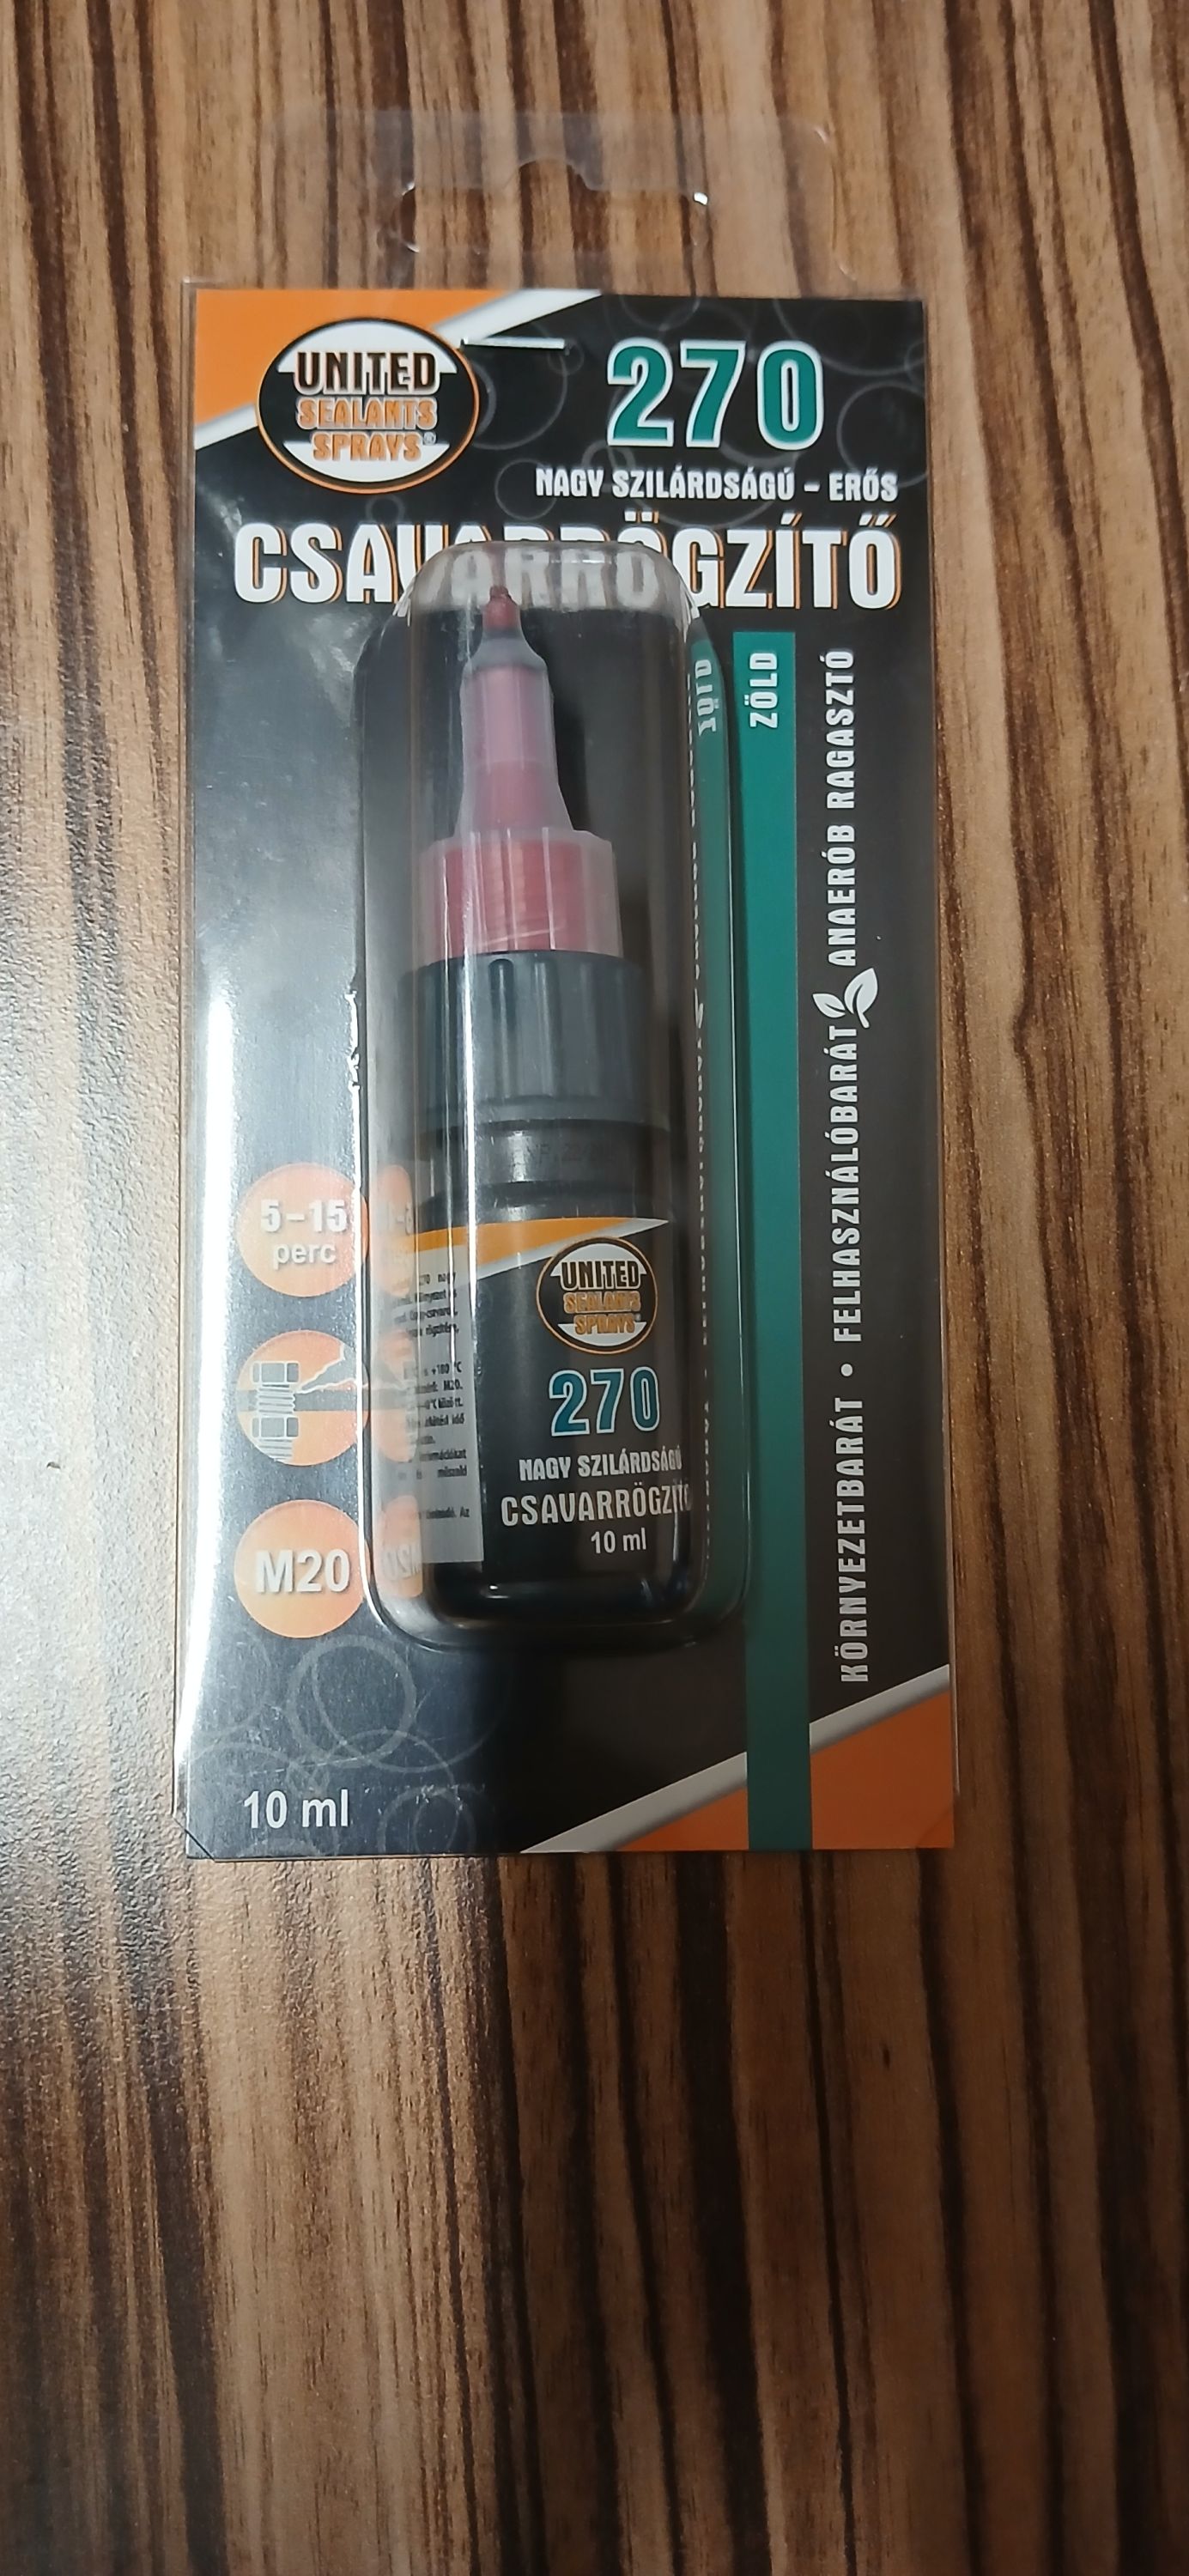 UNITED
SEALANTS
SPRAYS®
270
NAGY SZILÁRDSÁGÚ - ERŐS
CSAVARRÖGZÍTŐ
ZÖLD
KÖRNYEZETBARÁT • FELHASZNÁLÓBARÁT ANAERÓB RAGASZTÓ
5-15
perc
M20
UNITED
SEALANTS
SPRAYS
270
NAGY SZILÁRDSÁGÚ
CSAVARRÖGZÍTŐ
10 ml
10 ml